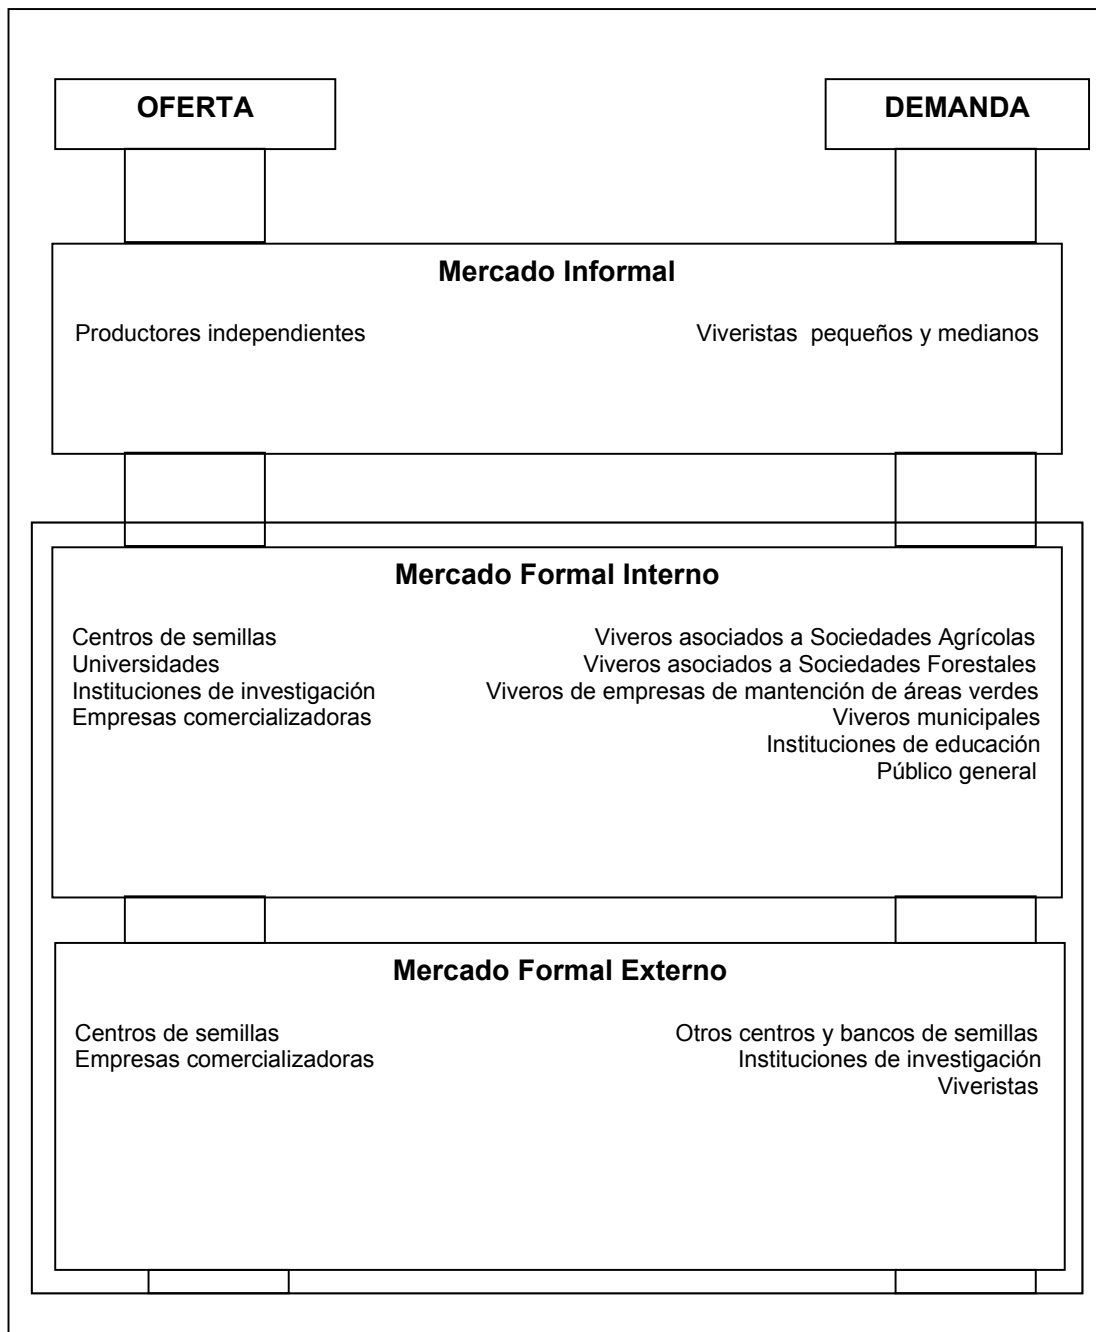 OFERTA
DEMANDA
Mercado Informal
Productores independientes
Viveristas pequeños y medianos
Mercado Formal Interno
Centros de semillas
Universidades
Instituciones de investigación
Empresas comercializadoras
Viveros asociados a Sociedades Agrícolas
Viveros asociados a Sociedades Forestales
Viveros de empresas de mantención de áreas verdes
Viveros municipales
Instituciones de educación
Público general
Mercado Formal Externo
Centros de semillas
Empresas comercializadoras
Otros centros y bancos de semillas
Instituciones de investigación
Viveristas